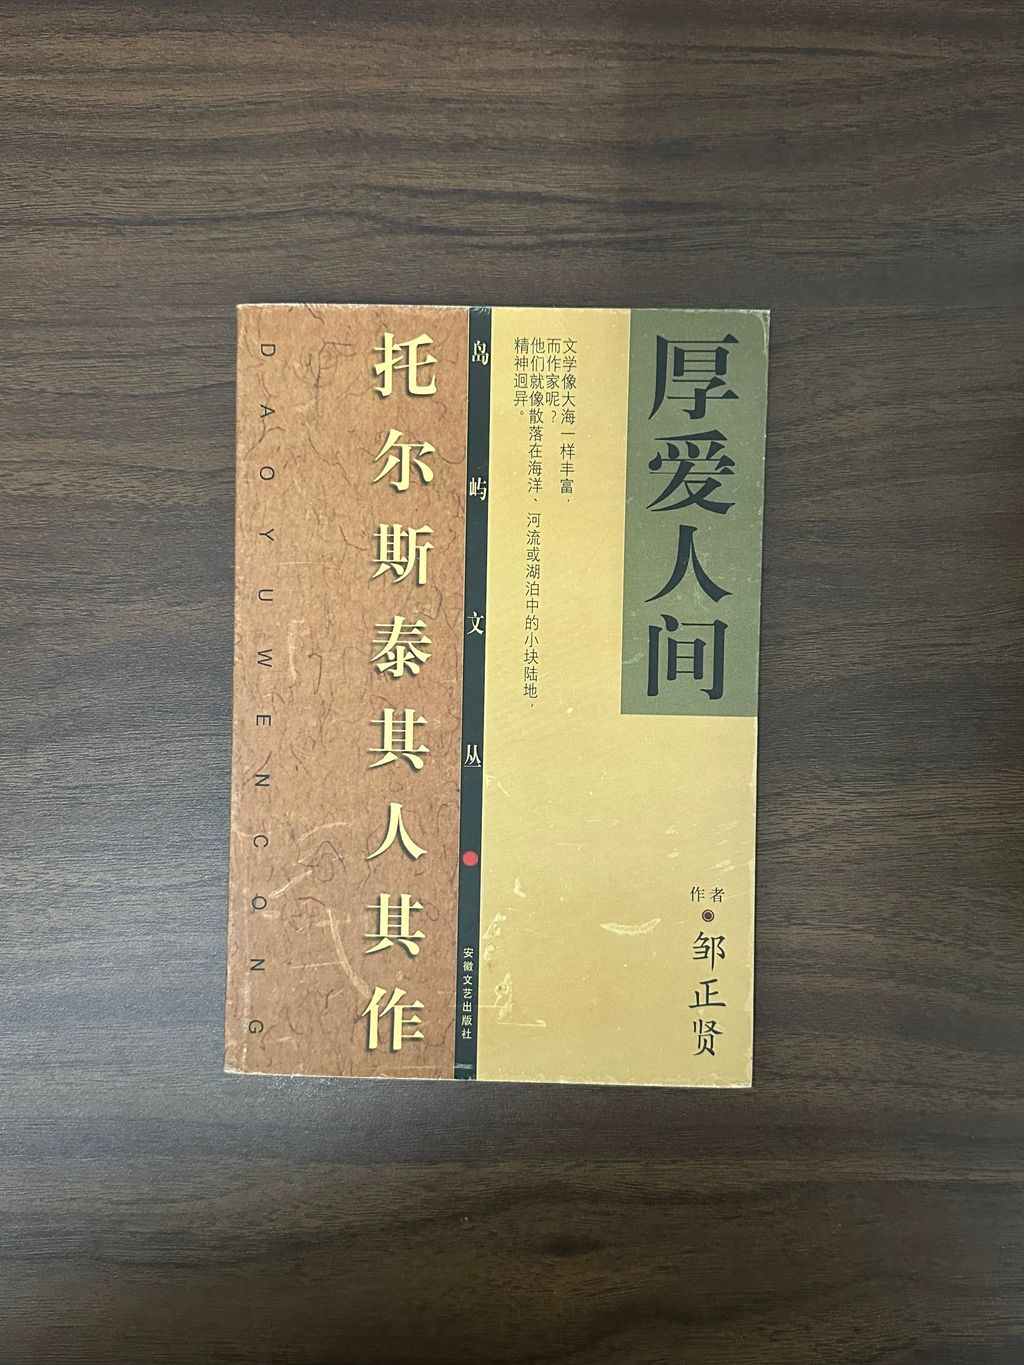 厚爱人间
文学像大海一样丰富，
而作家呢？
他们就像散落在海洋、河流或湖泊中的小块陆地，
精神迥异。
作者
邹正贤
岛屿文丛
安徽文艺出版社
托尔斯泰其人其作
DAOYUWENCONG